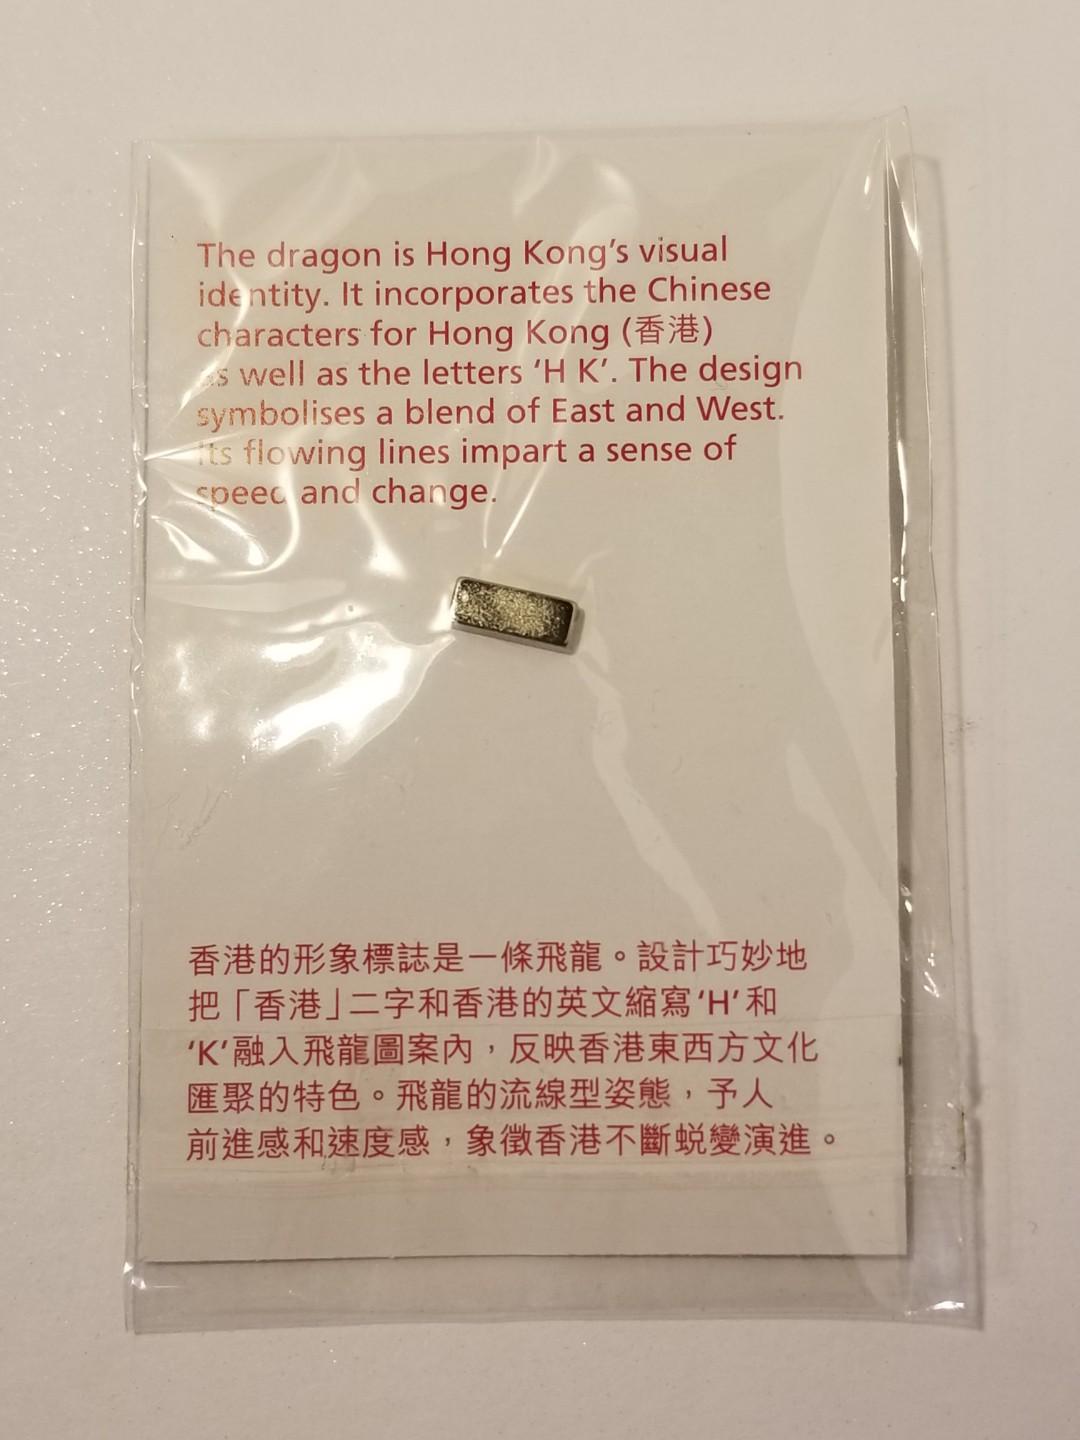 The dragon is Hong Kong’s visual
identity. It incorporates the Chinese
characters for Hong Kong (香港)
as well as the letters ‘H K’. The design
symbolises a blend of East and West.
Its flowing lines impart a sense of
speed and change.
香港的形象標誌是一條飛龍。設計巧妙地
把「香港」二字和香港的英文縮寫‘H’和
‘K’融入飛龍圖案內，反映香港東西方文化
匯聚的特色。飛龍的流線型姿態，予人
前進感和速度感，象徵香港不斷蛻變演進。